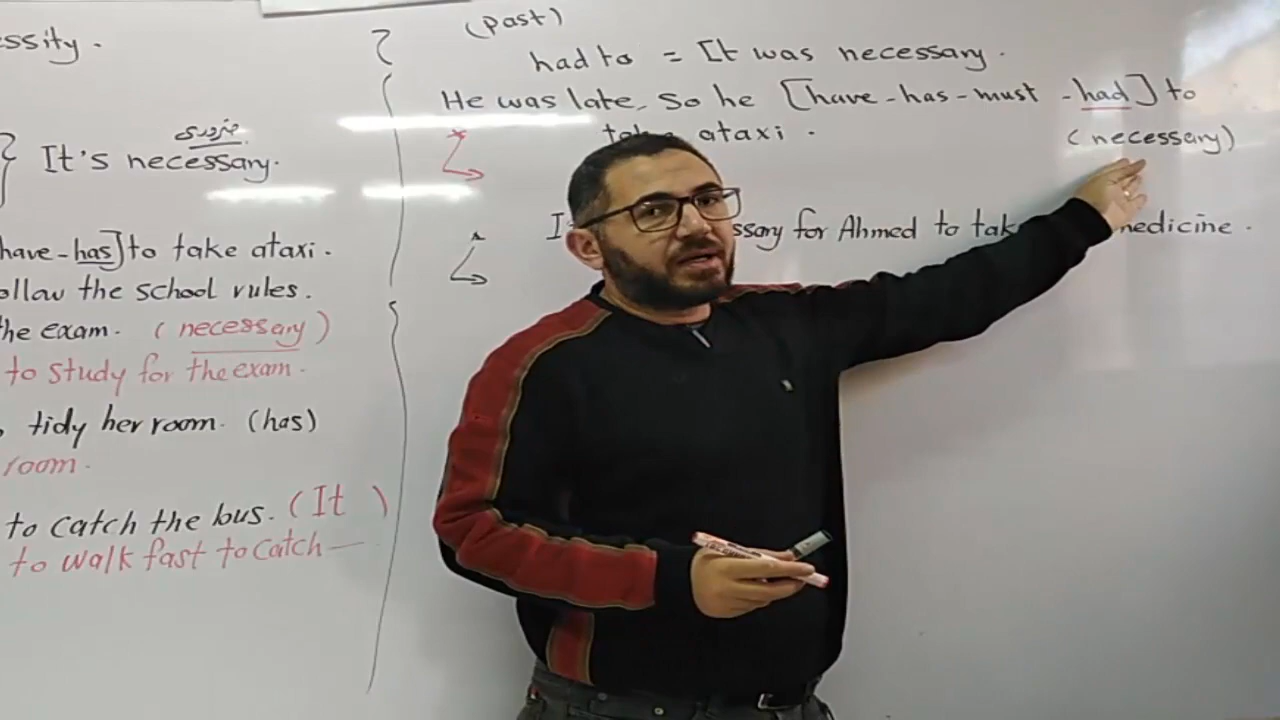 essity.
ضروري
It's necessary.
have-has] to take a taxi.
ollow the school rules.
the exam. (necessary)
to study for the exam.
tidy her room. (has)
room.
to catch the bus. (It )
to walk fast to catch —
(past)
had to = It was necessary.
He was late, so he [have-has-must-had] to
take a taxi. (necessary)
ssary for Ahmed to tak medicine.